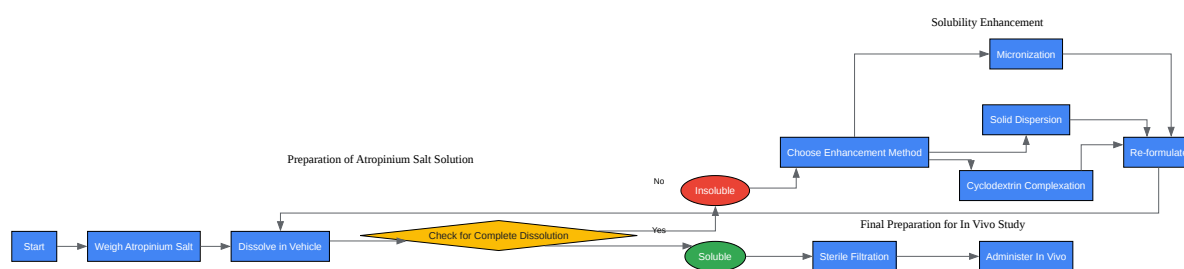 Solubility Enhancement
Micronization
Solid Dispersion
Choose Enhancement Method
Re-formulate
Preparation of Atropinium Salt Solution
No
Insoluble
Cyclodextrin Complexation
Final Preparation for In Vivo Study
Start
Weigh Atropinium Salt
Dissolve in Vehicle
Check for Complete Dissolution
Yes
Soluble
Sterile Filtration
Administer In Vivo